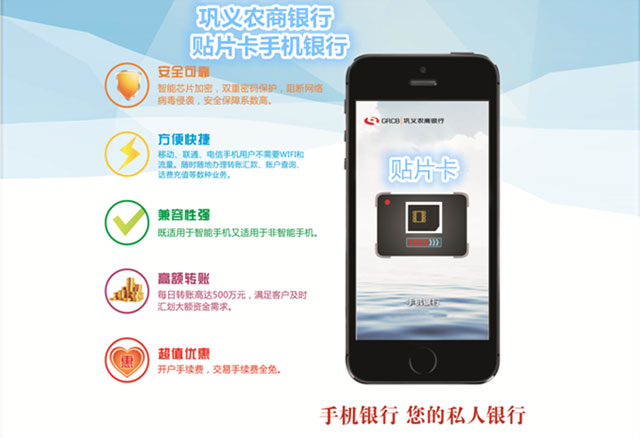 巩义农商银行
贴片卡手机银行
安全可靠
智能芯片加密，双重密码保护，阻断网络
病毒侵袭，安全保障系数高。
方便快捷
移动、联通、电信手机用户不需要WIFI和
流量。随时随地办理转账汇款、账户查询、
话费充值等数种业务。
兼容性强
既适用于智能手机又适用于非智能手机。
高额转账
每日转账高达500万元，满足客户及时
汇划大额资金需求。
惠
超值优惠
开户手续费，交易手续费全免。
GRCB 巩义农商银行
贴片卡
手机银行
手机银行 您的私人银行